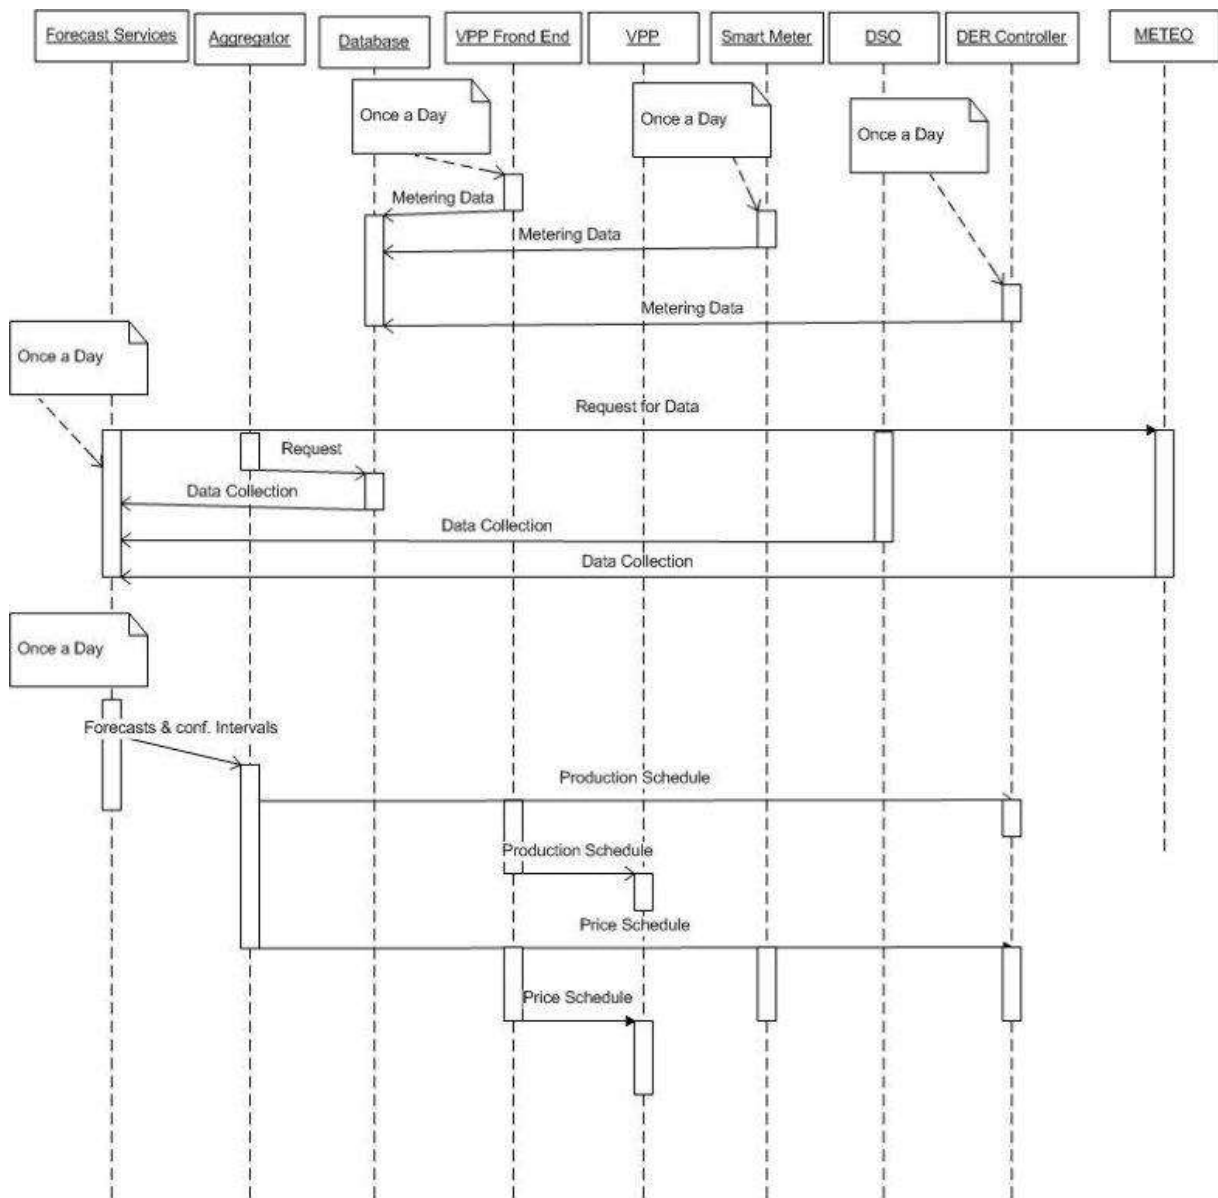 Forecast Services
Aggregator
Database
VPP Frond End
VPP
Smart Meter
DSO
DER Controller
METEO
Once a Day
Once a Day
Once a Day
Metering Data
Metering Data
Metering Data
Once a Day
Request for Data
Request
Data Collection
Data Collection
Data Collection
Once a Day
Forecasts & conf. Intervals
Production Schedule
Production Schedule
Price Schedule
Price Schedule